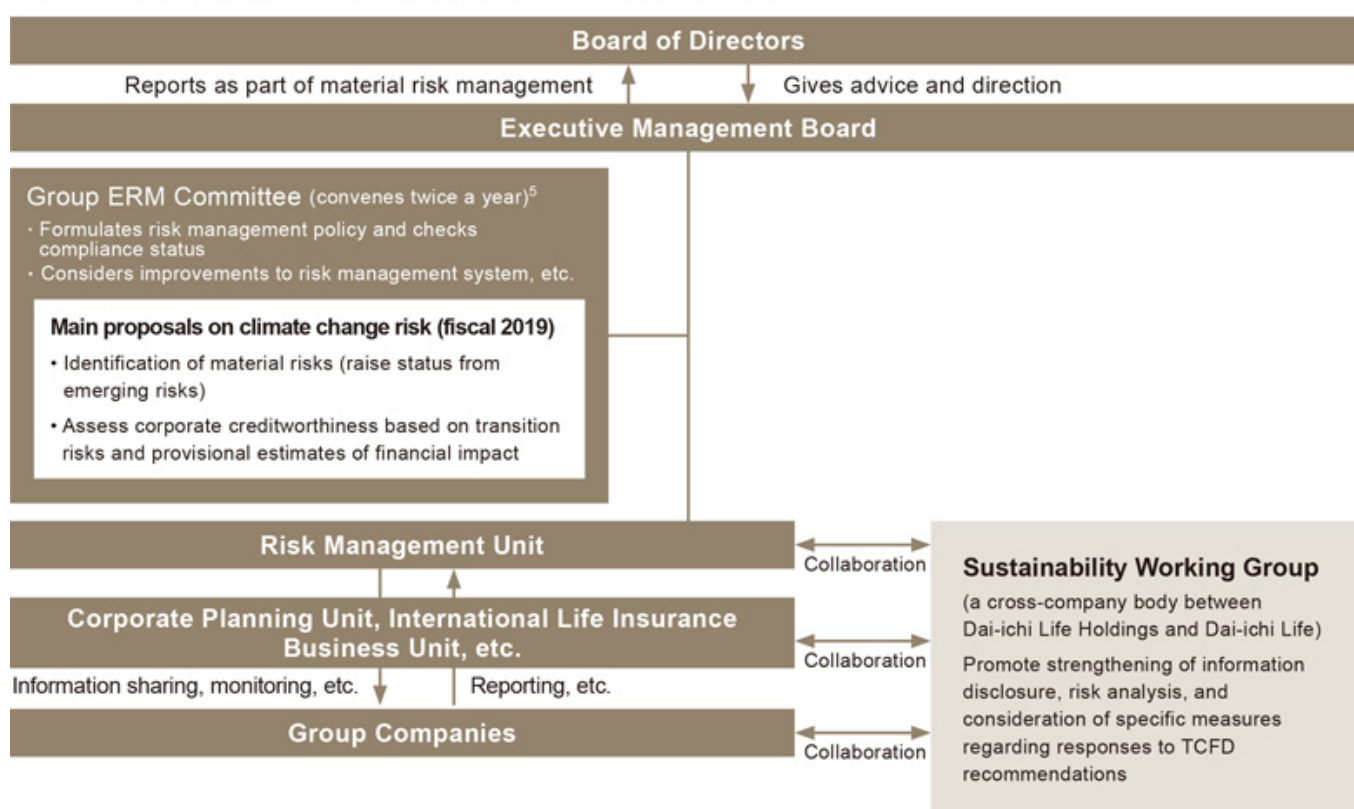 Board of Directors
Reports as part of material risk management
Gives advice and direction
Executive Management Board
Group ERM Committee (convenes twice a year)5
· Formulates risk management policy and checks
compliance status
· Considers improvements to risk management system, etc.
Main proposals on climate change risk (fiscal 2019)
• Identification of material risks (raise status from
emerging risks)
• Assess corporate creditworthiness based on transition
risks and provisional estimates of financial impact
Risk Management Unit
Collaboration
Corporate Planning Unit, International Life Insurance
Business Unit, etc.
Collaboration
Information sharing, monitoring, etc.
Reporting, etc.
Group Companies
Collaboration
Sustainability Working Group
(a cross-company body between
Dai-ichi Life Holdings and Dai-ichi Life)
Promote strengthening of information
disclosure, risk analysis, and
consideration of specific measures
regarding responses to TCFD
recommendations